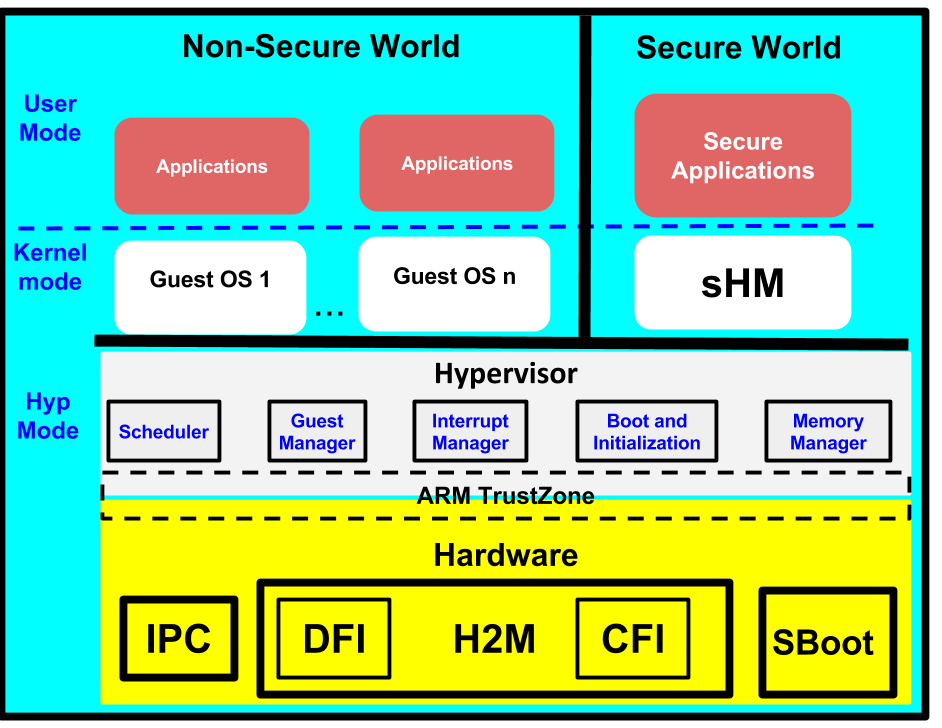 Non-Secure World
Secure World
User
Mode
Applications
Applications
Secure
Applications
Kernel
mode
Guest OS 1
...
Guest OS n
sHM
Hyp
Mode
Hypervisor
Scheduler
Guest
Manager
Interrupt
Manager
Boot and
Initialization
Memory
Manager
ARM TrustZone
Hardware
IPC
DFI
H2M
CFI
SBoot